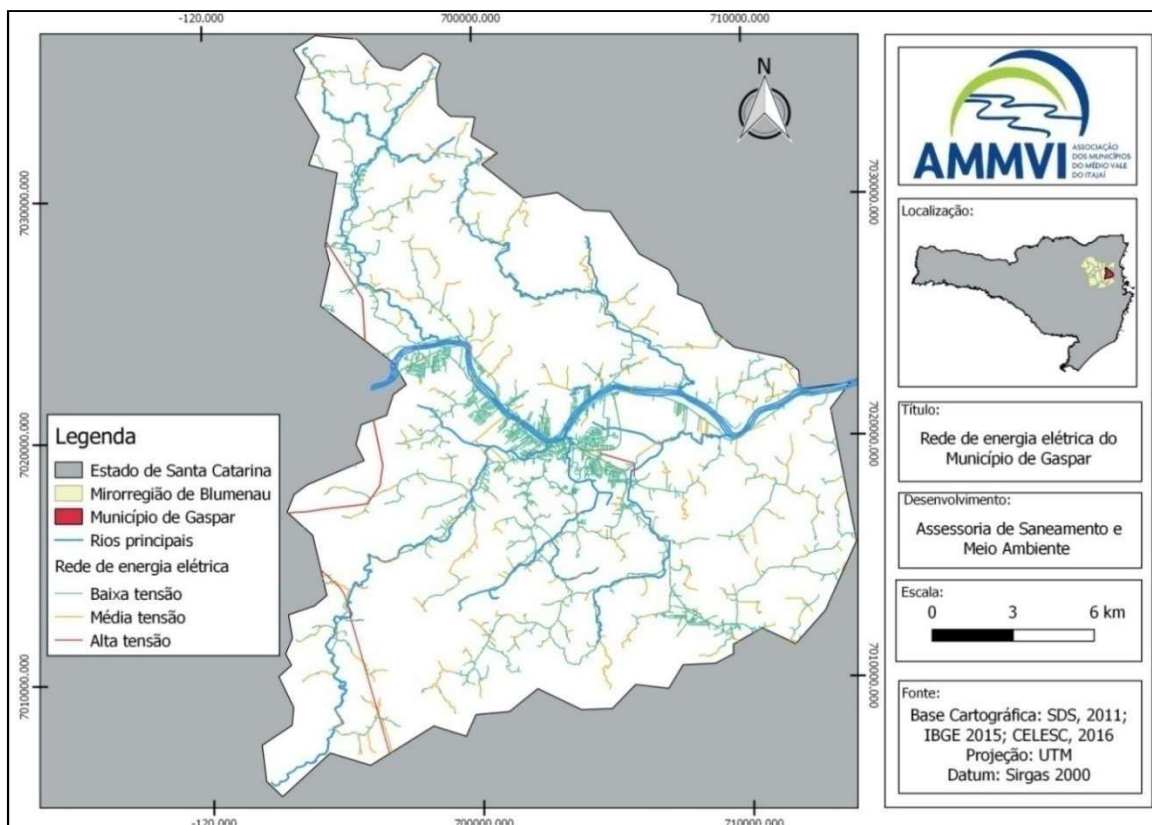 -120.000
700000.000
710000.000
N
7030000.000
7030000.000
7020000.000
7020000.000
7010000.000
7010000.000
Legenda
Estado de Santa Catarina
Mirorregião de Blumenau
Município de Gaspar
Rios principais
Rede de energia elétrica
Baixa tensão
Média tensão
Alta tensão
-120.000
700000.000
710000.000
AMMVI
ASSOCIAÇÃO
DOS MUNICÍPIOS
DO MÉDIO VALE
DO ITAJAÍ
Localização:
Título:
Rede de energia elétrica do
Município de Gaspar
Desenvolvimento:
Assessoria de Saneamento e
Meio Ambiente
Escala:
0 3 6 km
Fonte:
Base Cartográfica: SDS, 2011;
IBGE 2015; CELESC, 2016
Projeção: UTM
Datum: Sirgas 2000